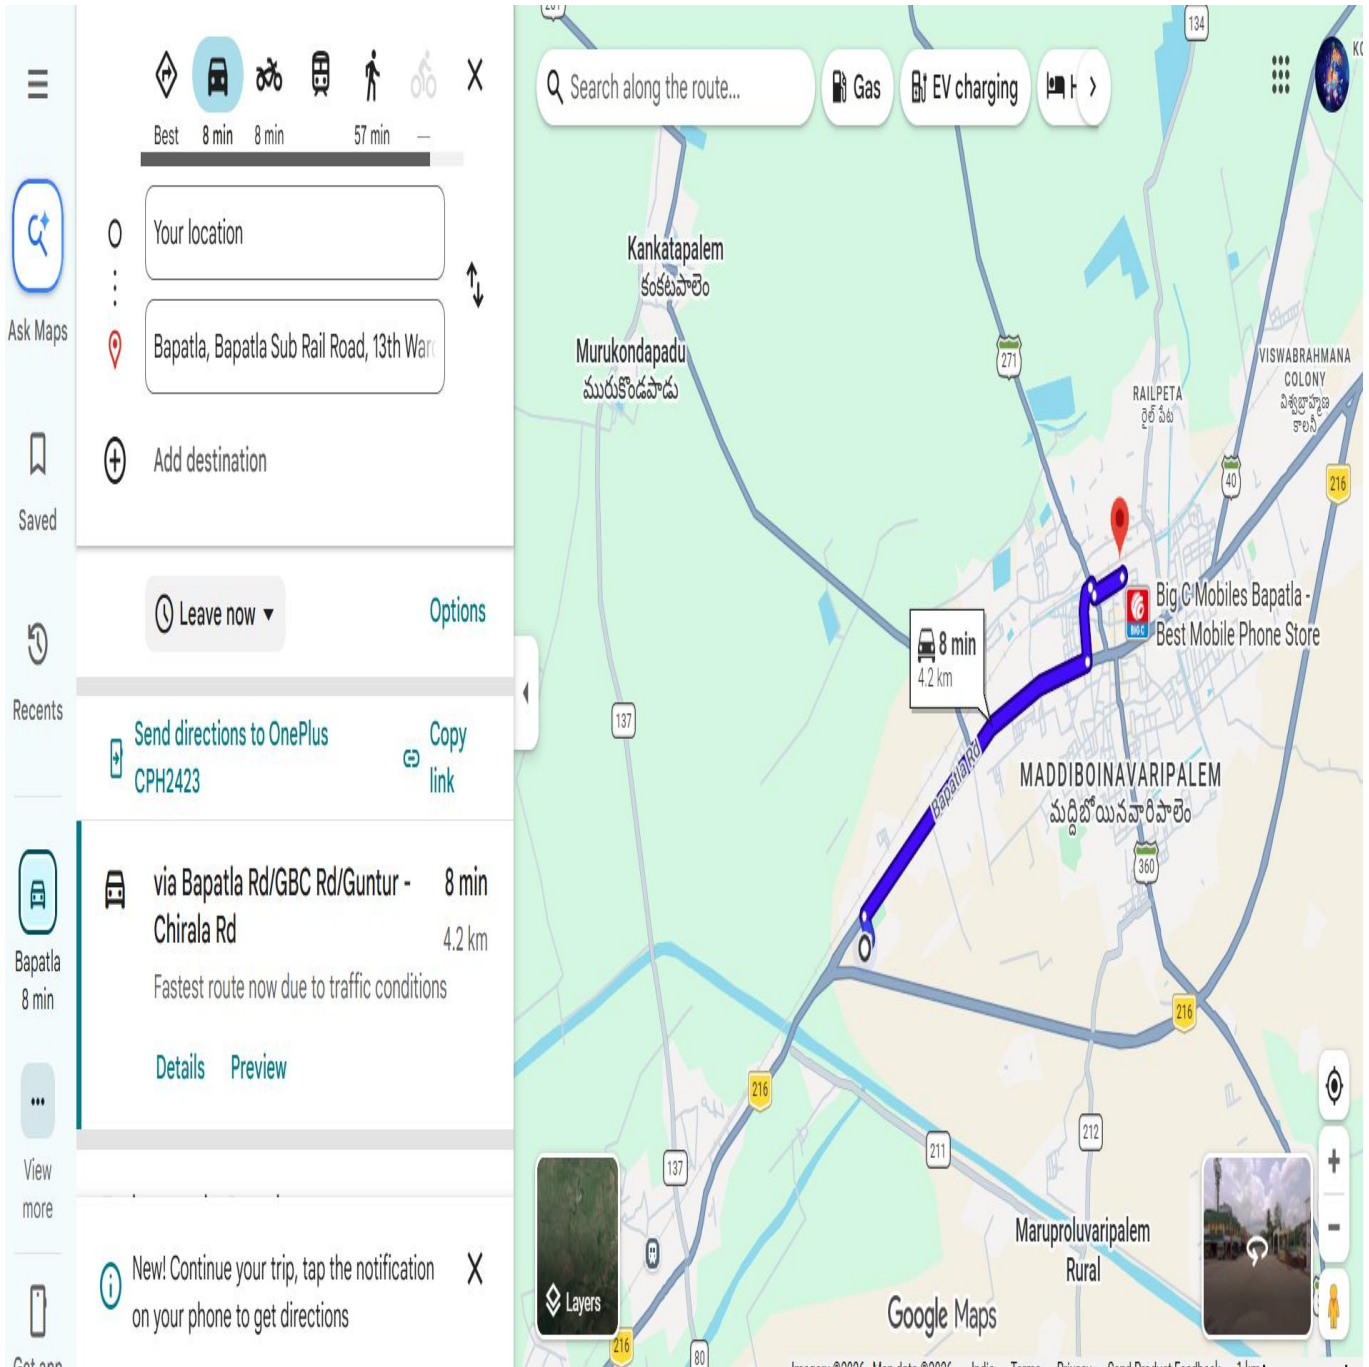 Best
8 min
8 min
57 min
—
Your location
Bapatla, Bapatla Sub Rail Road, 13th
Add destination
Leave now
Options
Send directions to OnePlus
CPH2423
Copy
link
via Bapatla Rd/GBC Rd/Guntur -
Chirala Rd
8 min
4.2 km
Fastest route now due to traffic conditions
Details
Preview
New! Continue your trip, tap the notification
on your phone to get directions
Ask Maps
Saved
Recents
Bapatla
8 min
View
more
Search along the route...
Gas
EV charging
134
Kankatapalem
కంకటపాలెం
Murukondapadu
మురుకొండపాడు
271
VISWABRAHMANA
COLONY
విశ్వబ్రాహ్మణ
కాలనీ
RAILPETA
రైల్ పేట
40
216
Big C Mobiles Bapatla -
Best Mobile Phone Store
BIG C
8 min
4.2 km
137
Bapatla Rd
MADDIBOINAVARIPALEM
మద్దిబోయినవారిపాలెం
360
216
216
212
211
137
Maruproluvaripalem
Rural
Layers
Google Maps
216
80